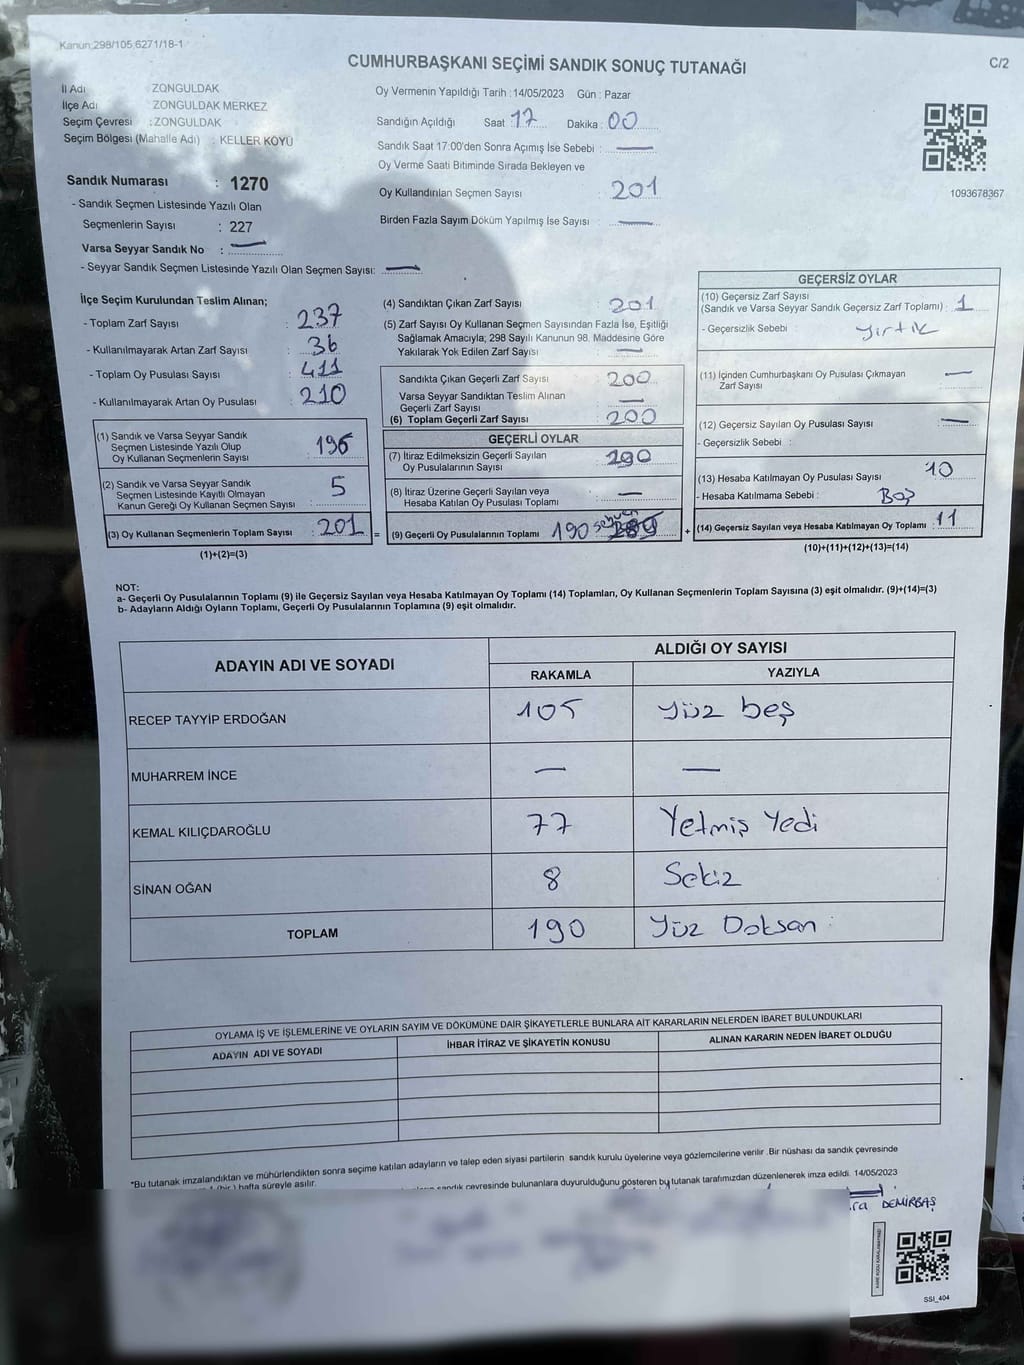 Kanun:298/105,6271/18-1
CUMHURBAŞKANI SEÇİMİ SANDIK SONUÇ TUTANAĞI
C/2
İl Adı ZONGULDAK
İlçe Adı ZONGULDAK MERKEZ
Seçim Çevresi : ZONGULDAK
Seçim Bölgesi (Mahalle Adı) : KELLER KÖYÜ
Sandık Numarası : 1270
- Sandık Seçmen Listesinde Yazılı Olan
Seçmenlerin Sayısı : 227
Varsa Seyyar Sandık No : —
- Seyyar Sandık Seçmen Listesinde Yazılı Olan Seçmen Sayısı: —
Oy Vermenin Yapıldığı Tarih : 14/05/2023 Gün : Pazar
Sandığın Açıldığı Saat : 17 Dakika : 00
Sandık Saat 17:00'den Sonra Açımış İse Sebebi : —
Oy Verme Saati Bitiminde Sırada Bekleyen ve
Oy Kullandırılan Seçmen Sayısı : 201
Birden Fazla Sayım Döküm Yapılmış İse Sayısı : —
1093678367
İlçe Seçim Kurulundan Teslim Alınan;
- Toplam Zarf Sayısı : 237
- Kullanılmayarak Artan Zarf Sayısı : 36
- Toplam Oy Pusulası Sayısı : 411
- Kullanılmayarak Artan Oy Pusulası : 210
(1) Sandık ve Varsa Seyyar Sandık
Seçmen Listesinde Yazılı Olup
Oy Kullanan Seçmenlerin Sayısı : 196
(2) Sandık ve Varsa Seyyar Sandık
Seçmen Listesinde Kayıtlı Olmayan
Kanun Gereği Oy Kullanan Seçmen Sayısı : 5
(3) Oy Kullanan Seçmenlerin Toplam Sayısı : 201
(1)+(2)=(3)
(4) Sandıktan Çıkan Zarf Sayısı : 201
(5) Zarf Sayısı Oy Kullanan Seçmen Sayısından Fazla İse, Eşitliği
Sağlamak Amacıyla; 298 Sayılı Kanunun 98. Maddesine Göre
Yakılarak Yok Edilen Zarf Sayısı : —
Sandıkta Çıkan Geçerli Zarf Sayısı : 200
Varsa Seyyar Sandıktan Teslim Alınan
Geçerli Zarf Sayısı : —
(6) Toplam Geçerli Zarf Sayısı : 200
GEÇERLİ OYLAR
(7) İtiraz Edilmeksizin Geçerli Sayılan
Oy Pusulalarının Sayısı : 190
(8) İtiraz Üzerine Geçerli Sayılan veya
Hesaba Katılan Oy Pusulası Toplamı : —
= (9) Geçerli Oy Pusulalarının Toplamı 190 sehven
GEÇERSİZ OYLAR
(10) Geçersiz Zarf Sayısı
(Sandık ve Varsa Seyyar Sandık Geçersiz Zarf Toplamı) : 1
- Geçersizlik Sebebi : yırtık
(11) İçinden Cumhurbaşkanı Oy Pusulası Çıkmayan
Zarf Sayısı : —
(12) Geçersiz Sayılan Oy Pusulası Sayısı : —
- Geçersizlik Sebebi :
(13) Hesaba Katılmayan Oy Pusulası Sayısı : 10
- Hesaba Katılmama Sebebi : Boş
+ (14) Geçersiz Sayılan veya Hesaba Katılmayan Oy Toplamı : 11
(10)+(11)+(12)+(13)=(14)
NOT:
a- Geçerli Oy Pusulalarının Toplamı (9) ile Geçersiz Sayılan veya Hesaba Katılmayan Oy Toplamı (14) Toplamları, Oy Kullanan Seçmenlerin Toplam Sayısına (3) eşit olmalıdır. (9)+(14)=(3)
b- Adayların Aldığı Oyların Toplamı, Geçerli Oy Pusulalarının Toplamına (9) eşit olmalıdır.
ADAYIN ADI VE SOYADI ALDIĞI OY SAYISI
RAKAMLA YAZIYLA
RECEP TAYYİP ERDOĞAN 105 Yüz beş
MUHARREM İNCE — —
KEMAL KILIÇDAROĞLU 77 Yetmiş Yedi
SİNAN OĞAN 8 Sekiz
TOPLAM 190 Yüz Doksan
OYLAMA İŞ VE İŞLEMLERİNE VE OYLARIN SAYIM VE DÖKÜMÜNE DAİR ŞİKAYETLERLE BUNLARA AİT KARARLARIN NELERDEN İBARET BULUNDUKLARI
ADAYIN ADI VE SOYADI İHBAR İTİRAZ VE ŞİKAYETİN KONUSU ALINAN KARARIN NEDEN İBARET OLDUĞU
*Bu tutanak imzalandıktan ve mühürlendikten sonra seçime katılan adayların ve talep eden siyasi partilerin sandık kurulu üyelerine veya gözlemcilerine verilir. Bir nüshası da sandık çevresinde
hafta süreyle asılır.
sandık çevresinde bulunanlara duyurulduğunu gösteren bu tutanak tarafımızdan düzenlenerek imza edildi. 14/05/2023
DEMİRBAŞ
SSI_404